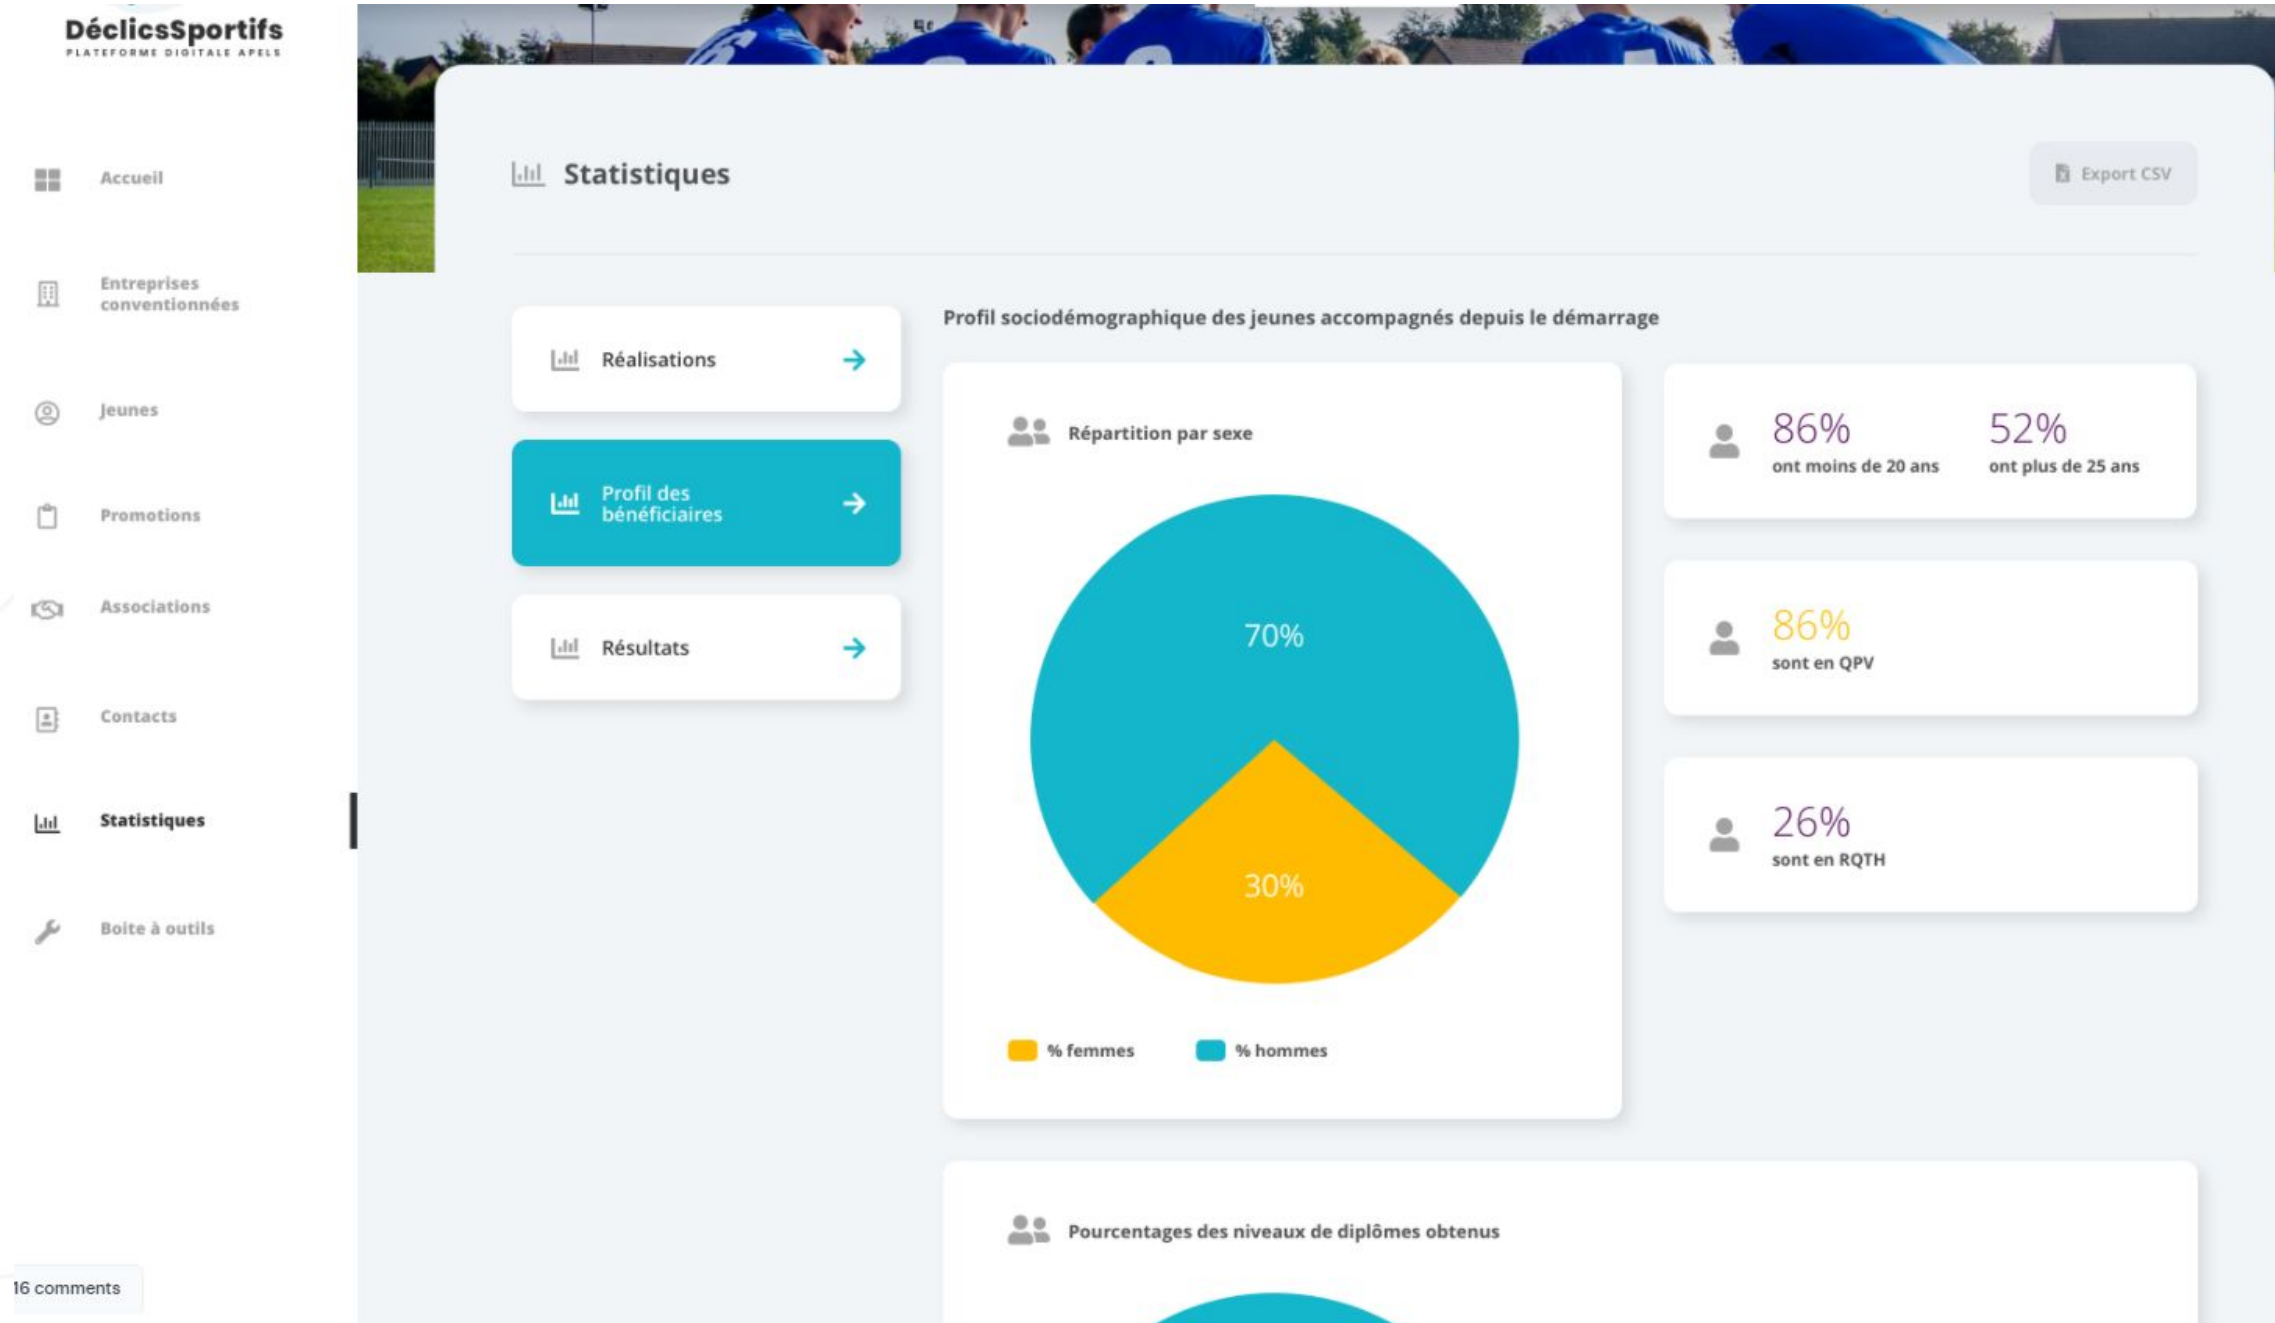 DéclicsSportifs
PLATEFORME DIGITALE APELS
Accueil
Entreprises
conventionnées
Jeunes
Promotions
Associations
Contacts
Statistiques
Boite à outils
16 comments
Statistiques
Export CSV
Réalisations
Profil des
bénéficiaires
Résultats
Profil sociodémographique des jeunes accompagnés depuis le démarrage
Répartition par sexe
70%
30%
% femmes
% hommes
86%
ont moins de 20 ans
52%
ont plus de 25 ans
86%
sont en QPV
26%
sont en RQTH
Pourcentages des niveaux de diplômes obtenus